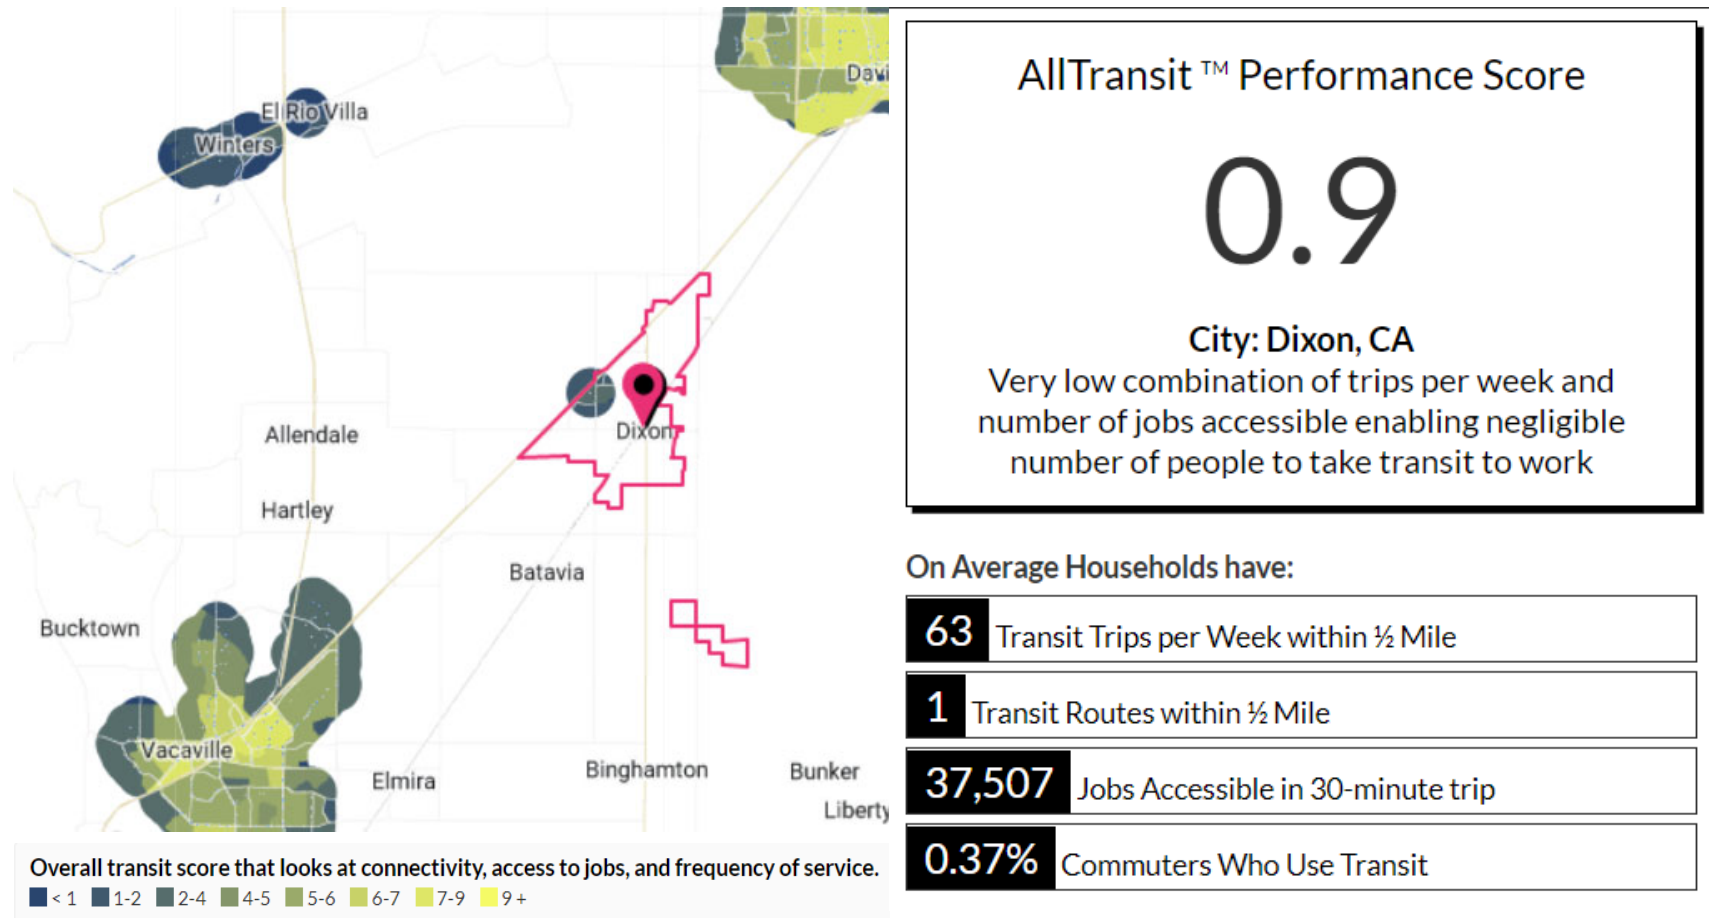 El Rio Villa
Winters
Davi
Dixon
Allendale
Hartley
Batavia
Bucktown
Vacaville
Elmira
Binghamton
Bunker
Liberty
Overall transit score that looks at connectivity, access to jobs, and frequency of service.
< 1 1-2 2-4 4-5 5-6 6-7 7-9 9 +
AllTransit ™ Performance Score
0.9
City: Dixon, CA
Very low combination of trips per week and
number of jobs accessible enabling negligible
number of people to take transit to work
On Average Households have:
63 Transit Trips per Week within ½ Mile
1 Transit Routes within ½ Mile
37,507 Jobs Accessible in 30-minute trip
0.37% Commuters Who Use Transit